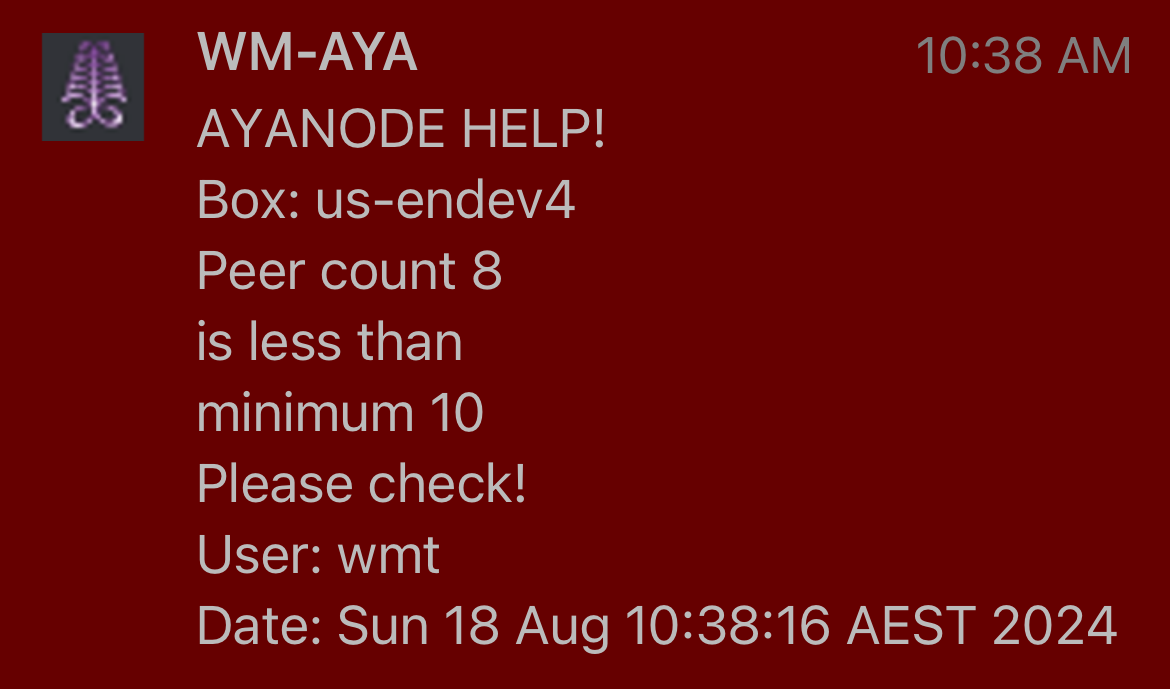 WM-AYA 10:38 AM
AYANODE HELP!
Box: us-endev4
Peer count 8
is less than
minimum 10
Please check!
User: wmt
Date: Sun 18 Aug 10:38:16 AEST 2024